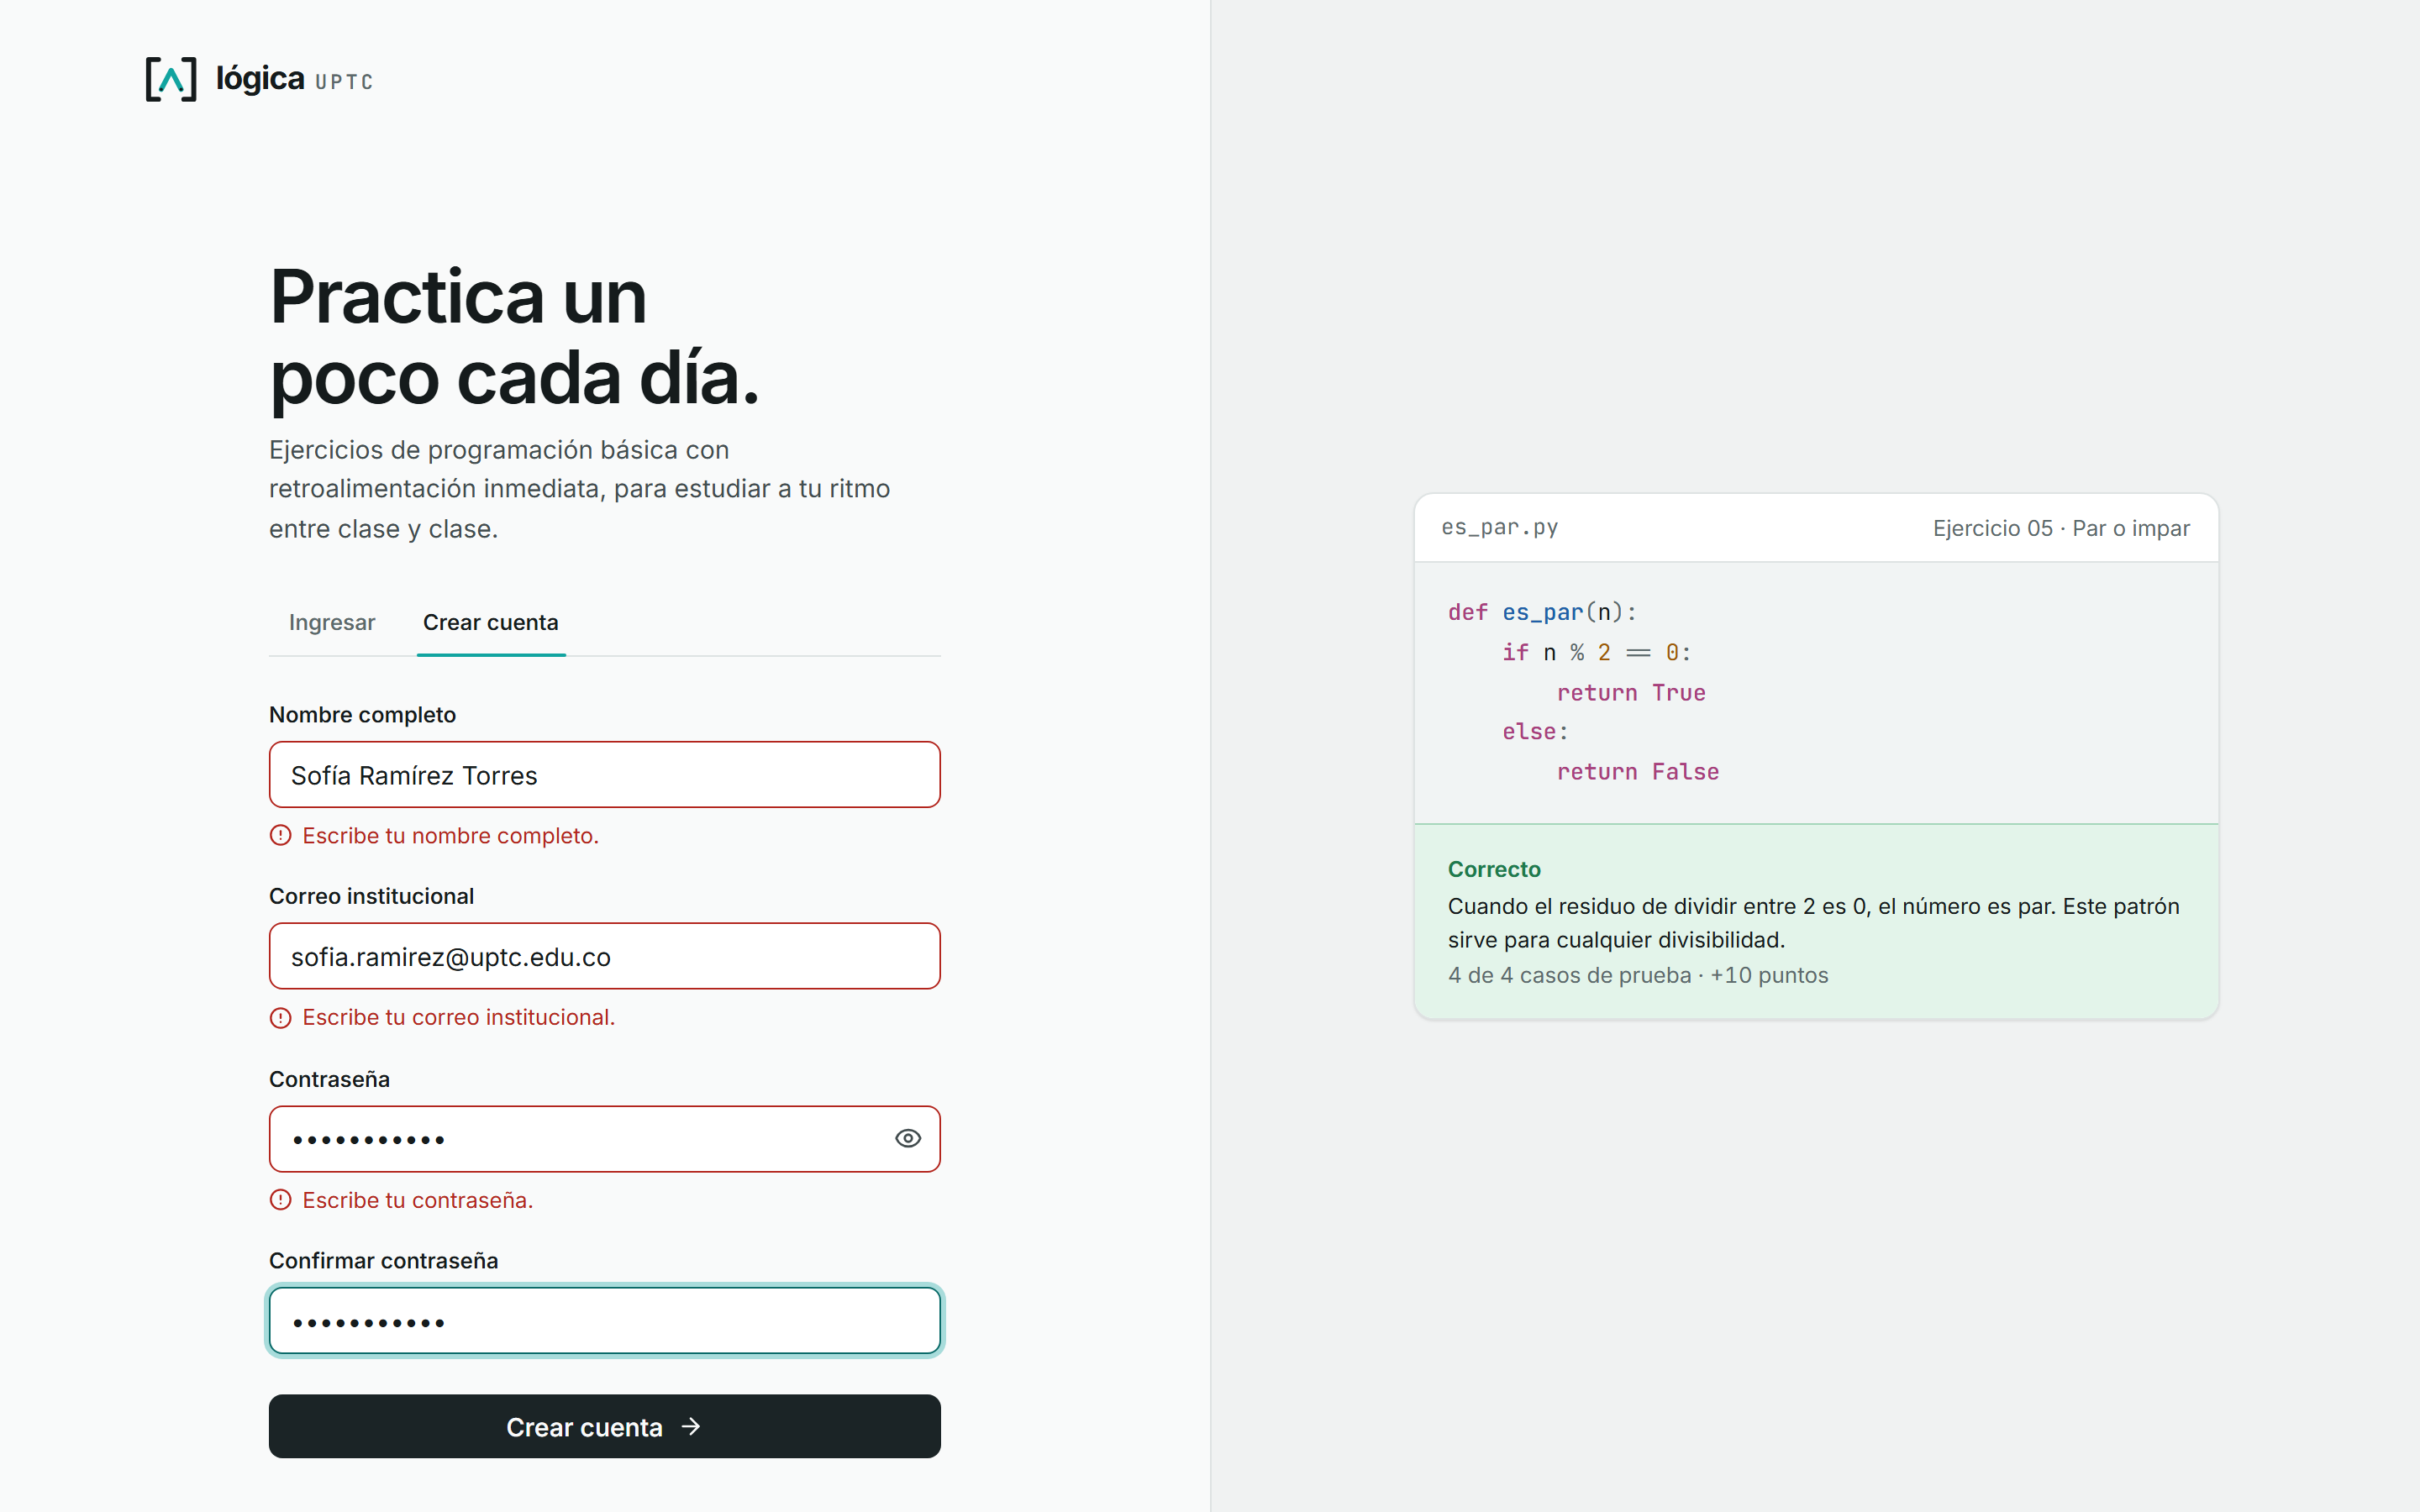 lógica UPTC
Practica un
poco cada día.
Ejercicios de programación básica con
retroalimentación inmediata, para estudiar a tu ritmo
entre clase y clase.
Ingresar Crear cuenta
Nombre completo
Sofía Ramírez Torres
Escribe tu nombre completo.
Correo institucional
sofia.ramirez@uptc.edu.co
Escribe tu correo institucional.
Contraseña
•••••••••••
Escribe tu contraseña.
Confirmar contraseña
•••••••••••
Crear cuenta →
es_par.py Ejercicio 05 · Par o impar
def es_par(n):
    if n % 2 == 0:
        return True
    else:
        return False
Correcto
Cuando el residuo de dividir entre 2 es 0, el número es par. Este patrón
sirve para cualquier divisibilidad.
4 de 4 casos de prueba · +10 puntos